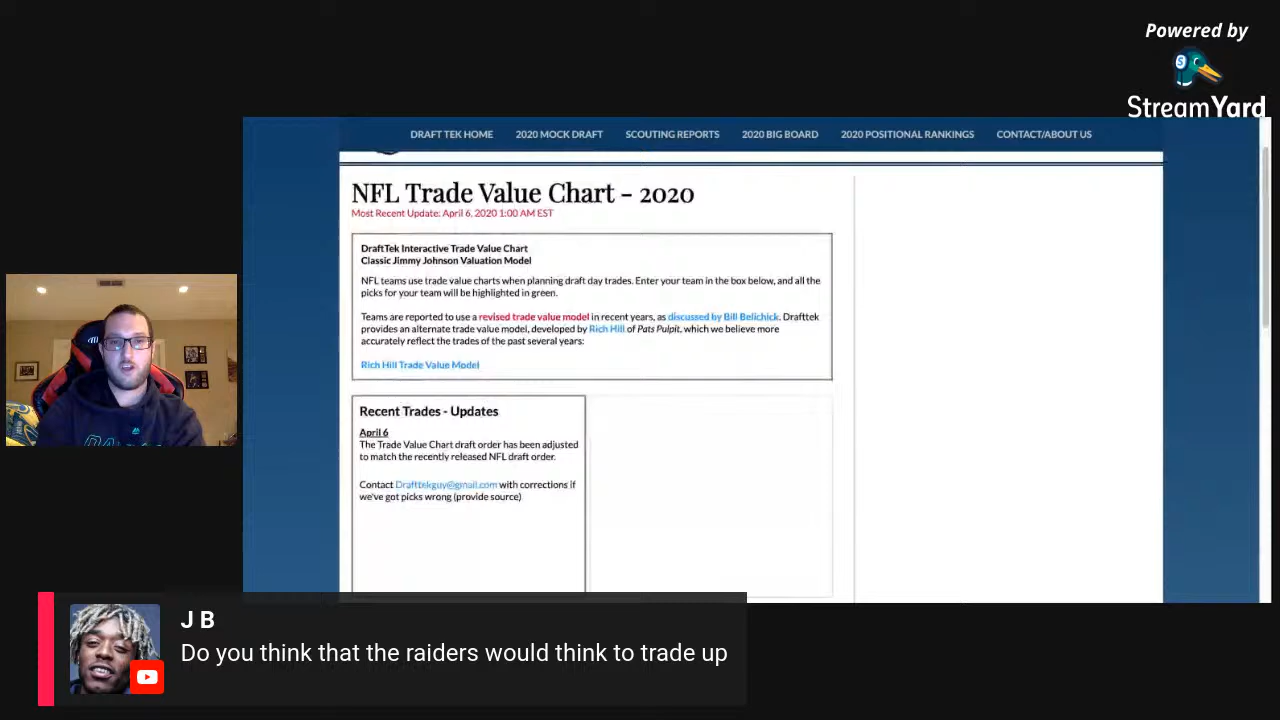 Powered by
StreamYard
DRAFT TEK HOME 2020 MOCK DRAFT SCOUTING REPORTS 2020 BIG BOARD 2020 POSITIONAL RANKINGS CONTACT/ABOUT US
NFL Trade Value Chart – 2020
Most Recent Update: April 6, 2020 1:00 AM EST
DraftTek Interactive Trade Value Chart
Classic Jimmy Johnson Valuation Model
NFL teams use trade value charts when planning draft day trades. Enter your team in the box below, and all the
picks for your team will be highlighted in green.
Teams are reported to use a revised trade value model in recent years, as discussed by Bill Belichick. Drafttek
provides an alternate trade value model, developed by Rich Hill of Pats Pulpit, which we believe more
accurately reflect the trades of the past several years:
Rich Hill Trade Value Model
Recent Trades - Updates
April 6
The Trade Value Chart draft order has been adjusted
to match the recently released NFL draft order.
Contact Drafttekguy@gmail.com with corrections if
we've got picks wrong (provide source)
J B
Do you think that the raiders would think to trade up